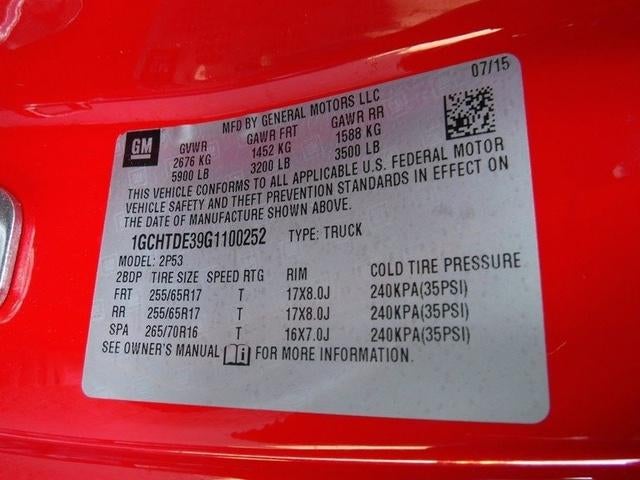 07/15
MFD BY GENERAL MOTORS LLC
GM
GVWR GAWR FRT GAWR RR
2676 KG 1452 KG 1588 KG
5900 LB 3200 LB 3500 LB
THIS VEHICLE CONFORMS TO ALL APPLICABLE U.S. FEDERAL MOTOR
VEHICLE SAFETY AND THEFT PREVENTION STANDARDS IN EFFECT ON
THE DATE OF MANUFACTURE SHOWN ABOVE.
1GCHTDE39G1100252 TYPE: TRUCK
MODEL: 2P53
2BDP TIRE SIZE SPEED RTG RIM COLD TIRE PRESSURE
FRT 255/65R17 T 17X8.0J 240KPA(35PSI)
RR 255/65R17 T 17X8.0J 240KPA(35PSI)
SPA 265/70R16 T 16X7.0J 240KPA(35PSI)
SEE OWNER'S MANUAL FOR MORE INFORMATION.